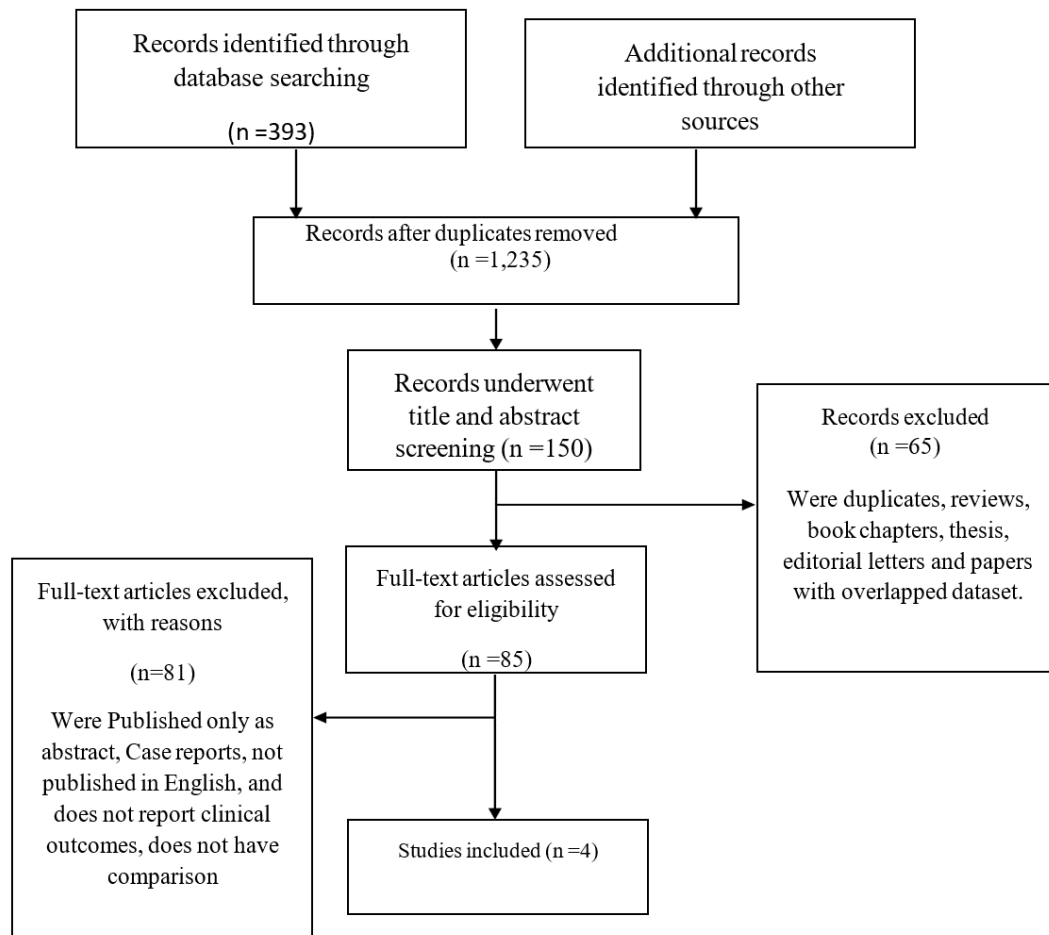 Records identified through
database searching
(n =393)
Additional records
identified through other
sources
Records after duplicates removed
(n =1,235)
Records underwent
title and abstract
screening (n =150)
Records excluded
(n =65)
Were duplicates, reviews,
book chapters, thesis,
editorial letters and papers
with overlapped dataset.
Full-text articles assessed
for eligibility
(n =85)
Full-text articles excluded,
with reasons
(n=81)
Were Published only as
abstract, Case reports, not
published in English, and
does not report clinical
outcomes, does not have
comparison
Studies included (n =4)